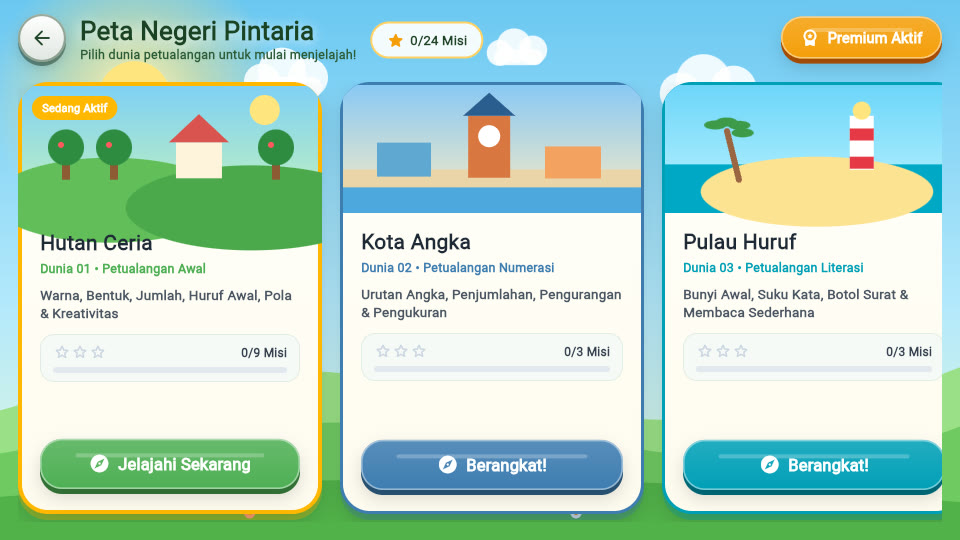 Peta Negeri Pintaria
Pilih dunia petualangan untuk mulai menjelajah!
0/24 Misi
Premium Aktif
Sedang Aktif
Hutan Ceria
Dunia 01 • Petualangan Awal
Warna, Bentuk, Jumlah, Huruf Awal, Pola
& Kreativitas
0/9 Misi
Jelajahi Sekarang
Kota Angka
Dunia 02 • Petualangan Numerasi
Urutan Angka, Penjumlahan, Pengurangan
& Pengukuran
0/3 Misi
Berangkat!
Pulau Huruf
Dunia 03 • Petualangan Literasi
Bunyi Awal, Suku Kata, Botol Surat &
Membaca Sederhana
0/3 Misi
Berangkat!